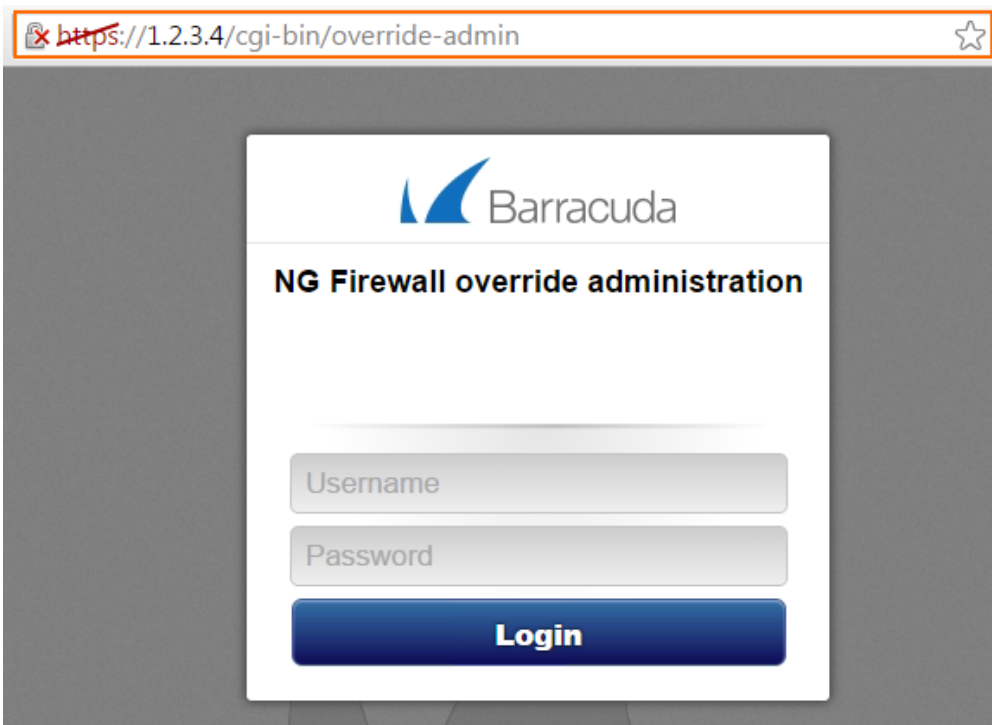 https://1.2.3.4/cgi-bin/override-admin
Barracuda
NG Firewall override administration
Username
Password
Login